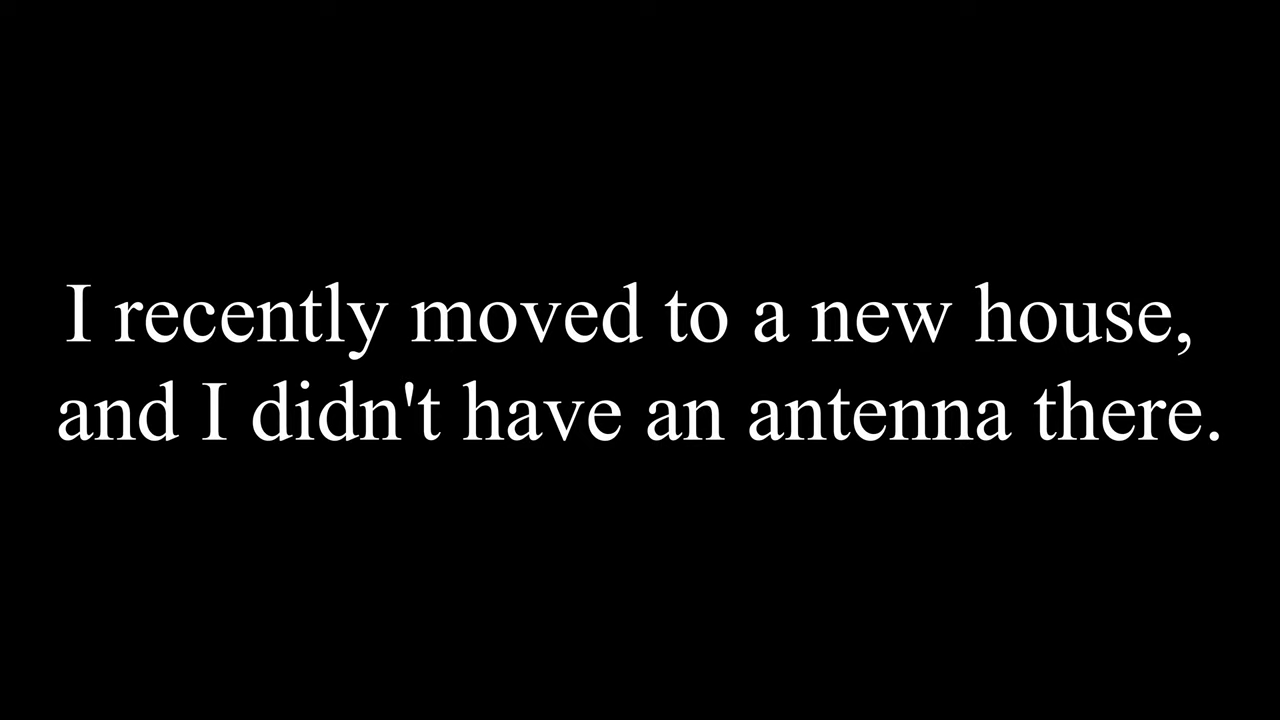 I recently moved to a new house,
and I didn't have an antenna there.